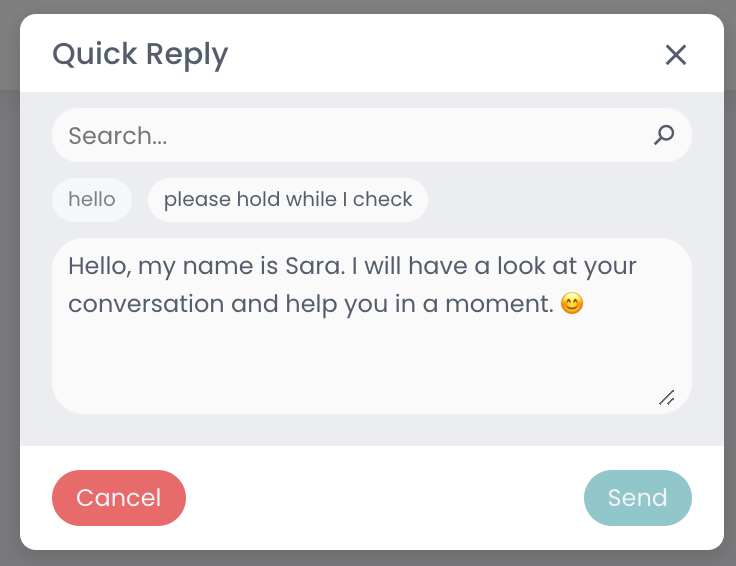 Quick Reply
Search...
hello
please hold while I check
Hello, my name is Sara. I will have a look at your
conversation and help you in a moment. 😊
Cancel
Send